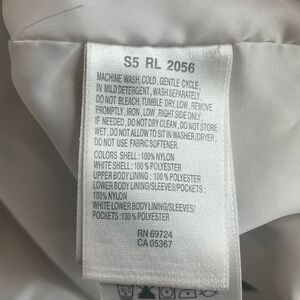 S5 RL 2056
MACHINE WASH, COLD, GENTLE CYCLE,
IN MILD DETERGENT, WASH SEPARATELY,
DO NOT BLEACH, TUMBLE DRY, LOW, REMOVE
PROMPTLY, IRON, LOW, RIGHT SIDE ONLY,
IF NEEDED, DO NOT DRY CLEAN, DO NOT STORE
WET, DO NOT ALLOW TO SIT IN WASHER/DRYER,
DO NOT USE FABRIC SOFTENER.
COLORS SHELL: 100% NYLON
WHITE SHELL: 100% POLYESTER
UPPER BODY LINING: 100% POLYESTER
LOWER BODY LINING/SLEEVES/POCKETS:
100% NYLON
WHITE LOWER BODY LINING/SLEEVES/
POCKETS: 100% POLYESTER
RN 69724
CA 05367